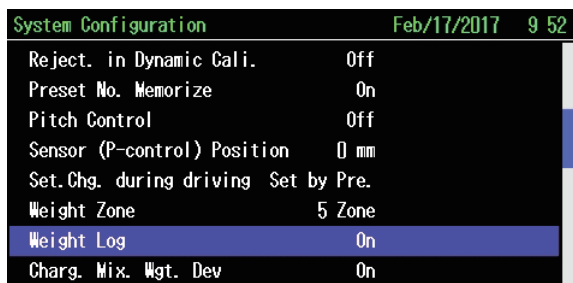 System Configuration Feb/17/2017 9 52
Reject. in Dynamic Cali. Off
Preset No. Memorize On
Pitch Control Off
Sensor (P-control) Position 0 mm
Set.Chg. during driving Set by Pre.
Weight Zone 5 Zone
Weight Log On
Charg. Mix. Wgt. Dev On